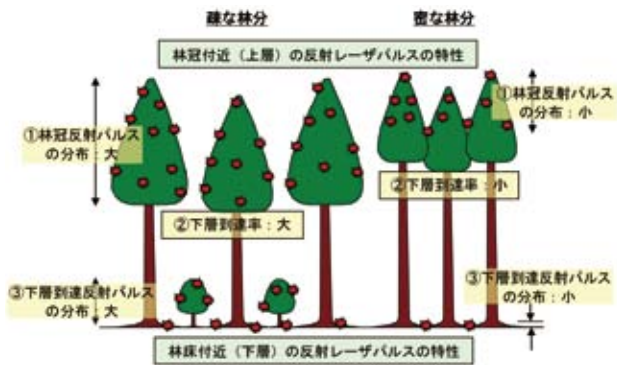 疎な林分
密な林分
林冠付近（上層）の反射レーザパルスの特性
①林冠反射パルス
の分布：大
①林冠反射パルス
の分布：小
②下層到達率：小
②下層到達率：大
③下層到達反射パルス
の分布：大
③下層到達反射パルス
の分布：小
林床付近（下層）の反射レーザパルスの特性